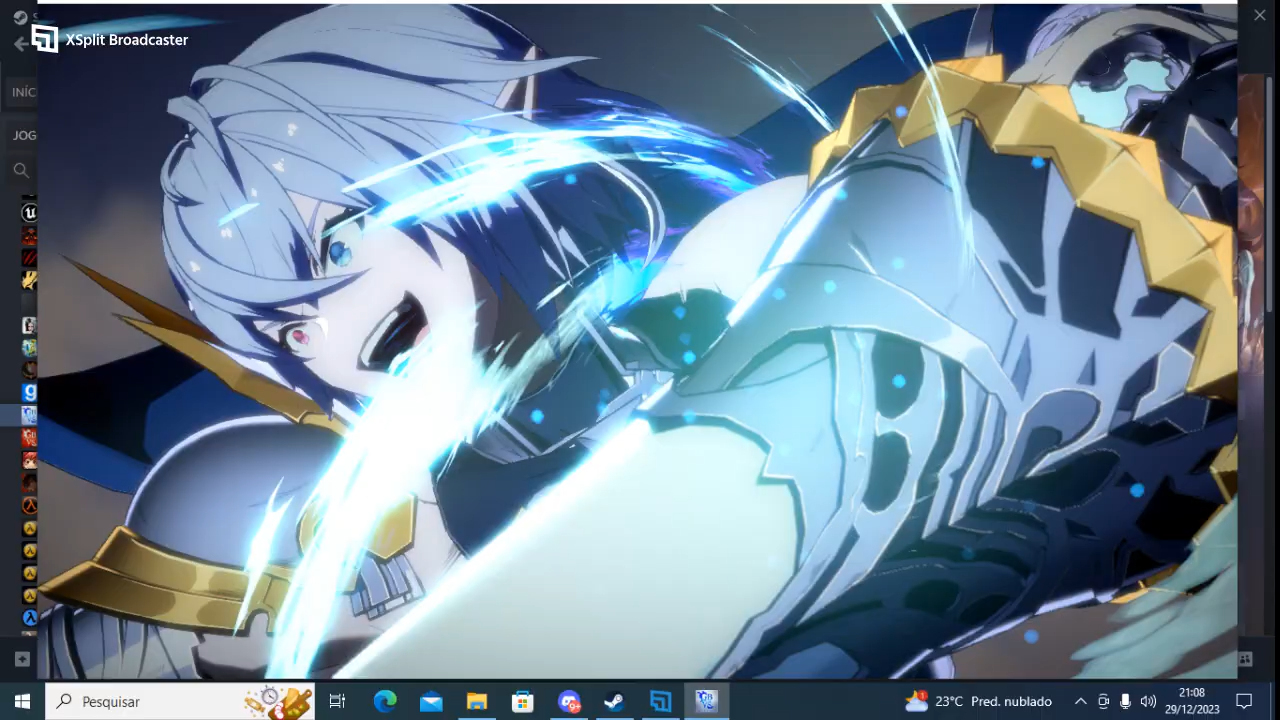 XSplit Broadcaster
INÍC
JOG
Pesquisar
23°C Pred. nublado
21:08
29/12/2023